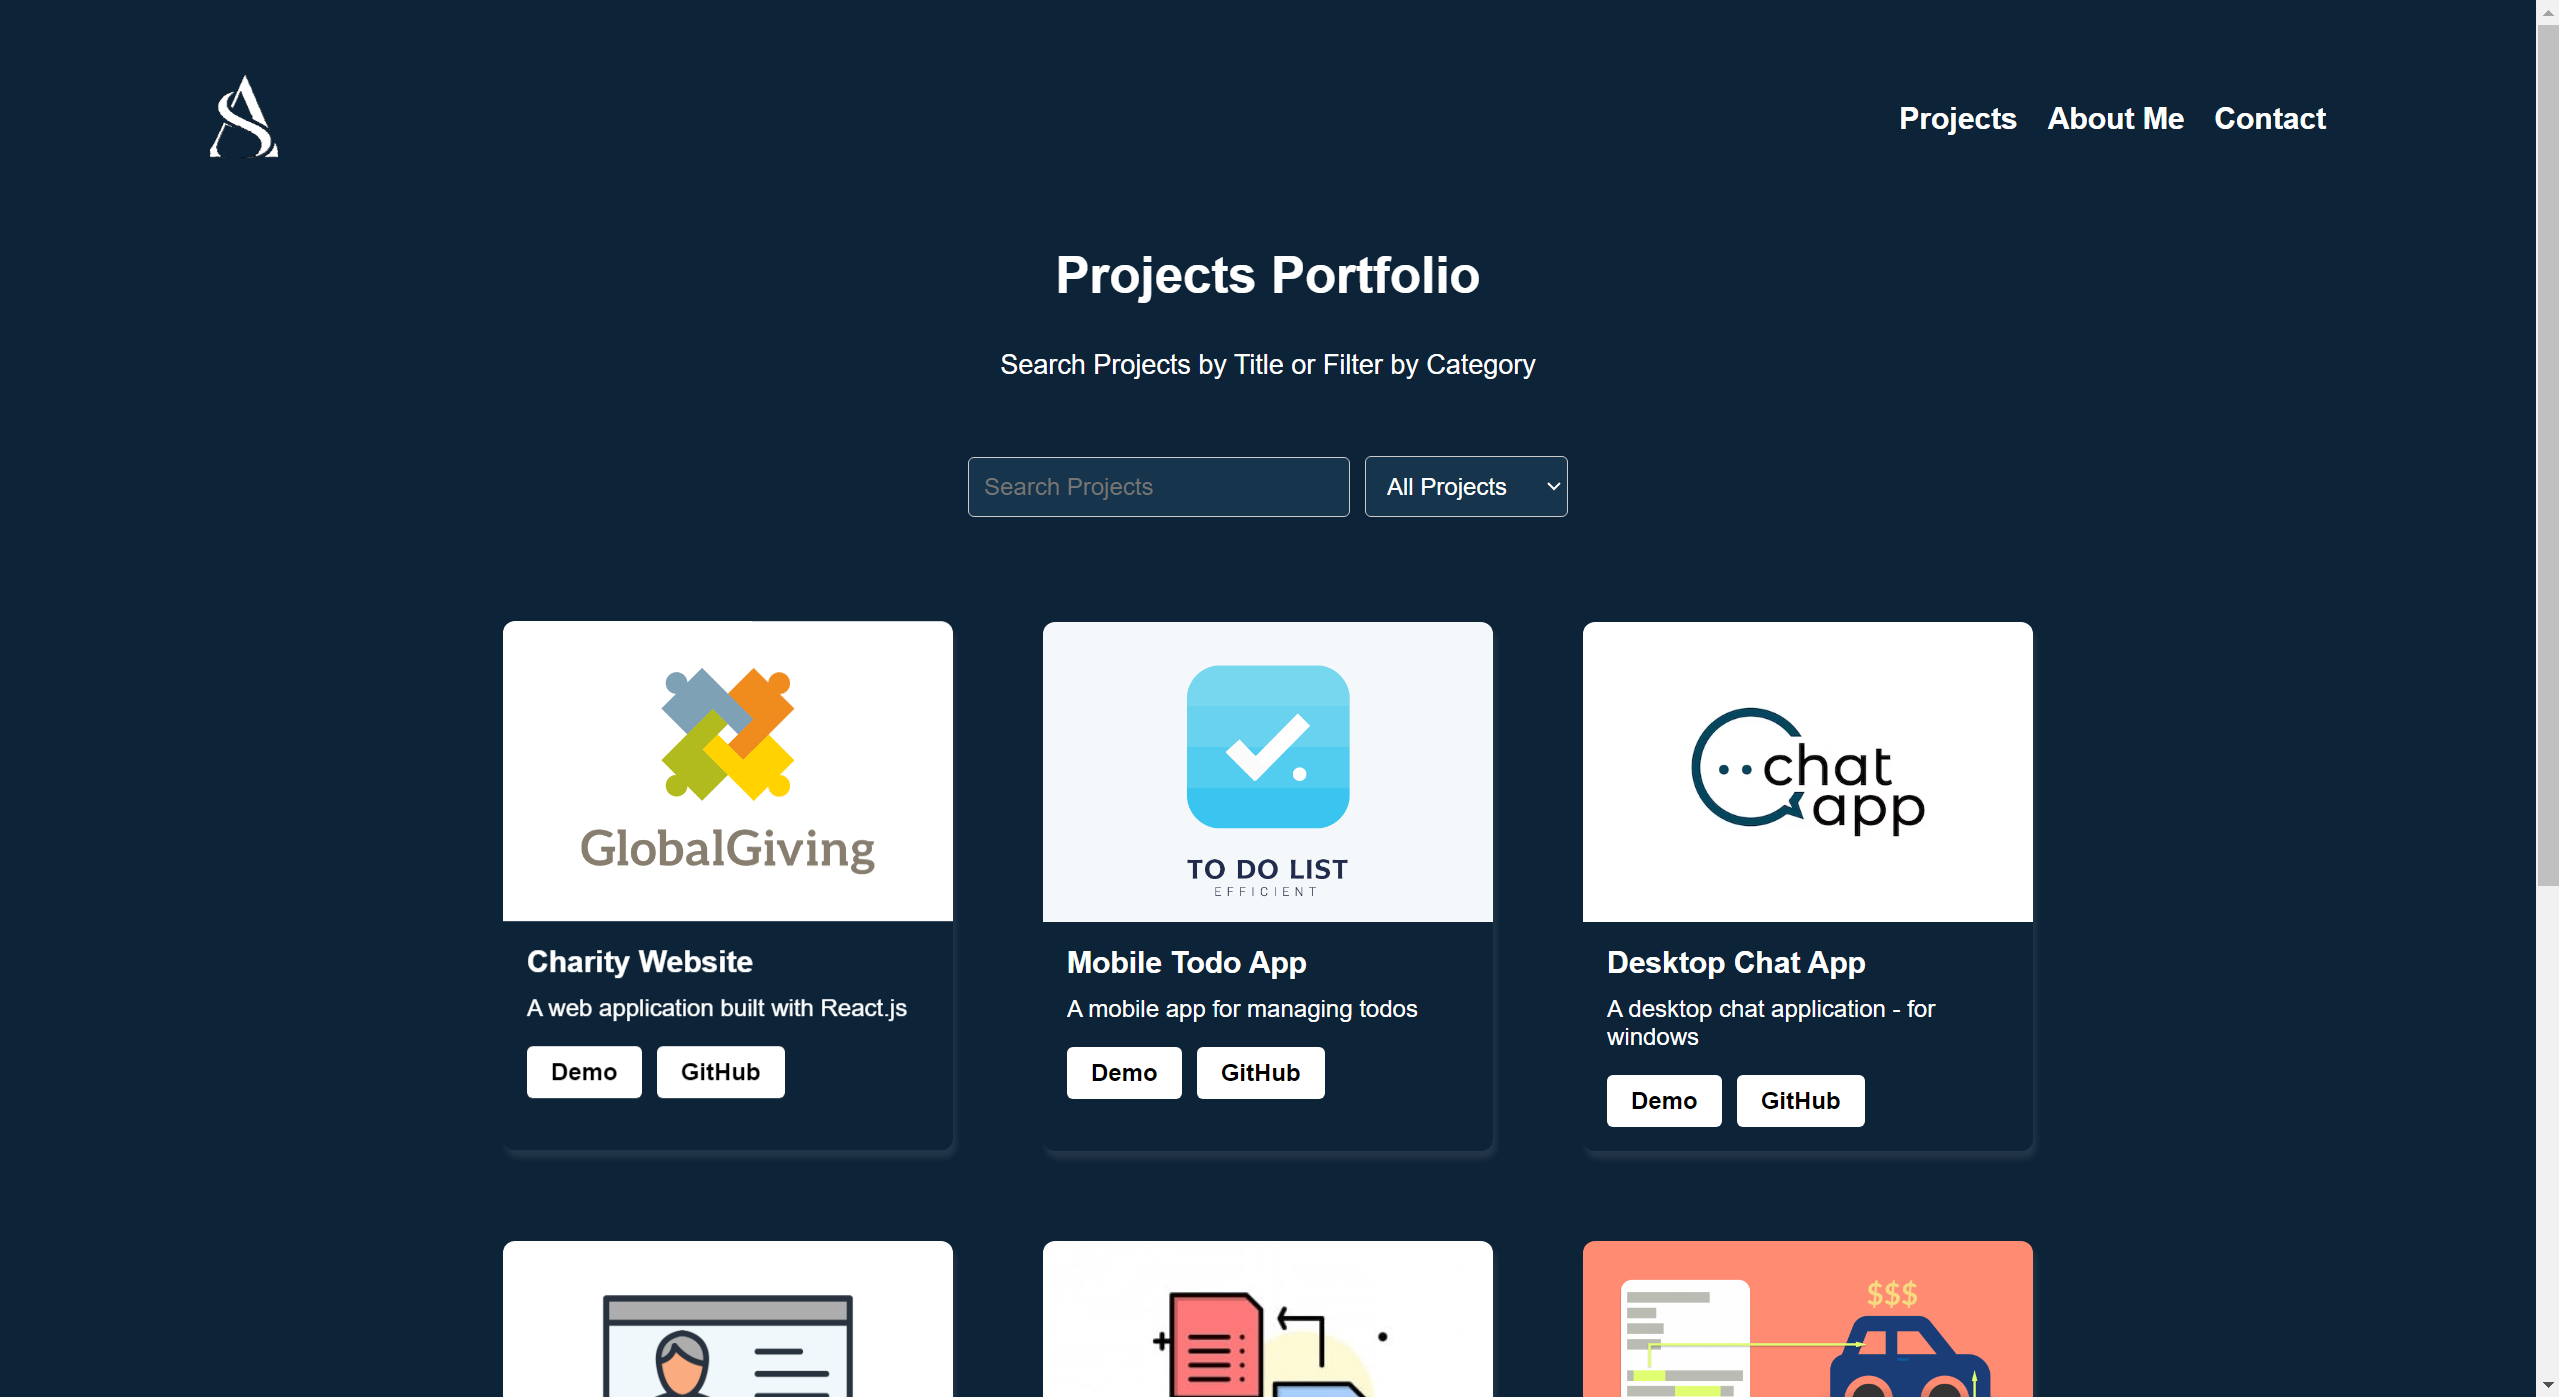 Projects About Me Contact
Projects Portfolio
Search Projects by Title or Filter by Category
Search Projects
All Projects
GlobalGiving
TO DO LIST
EFFICIENT
chat
app
Charity Website
A web application built with React.js
Demo GitHub
Mobile Todo App
A mobile app for managing todos
Demo GitHub
Desktop Chat App
A desktop chat application - for
windows
Demo GitHub
$$$